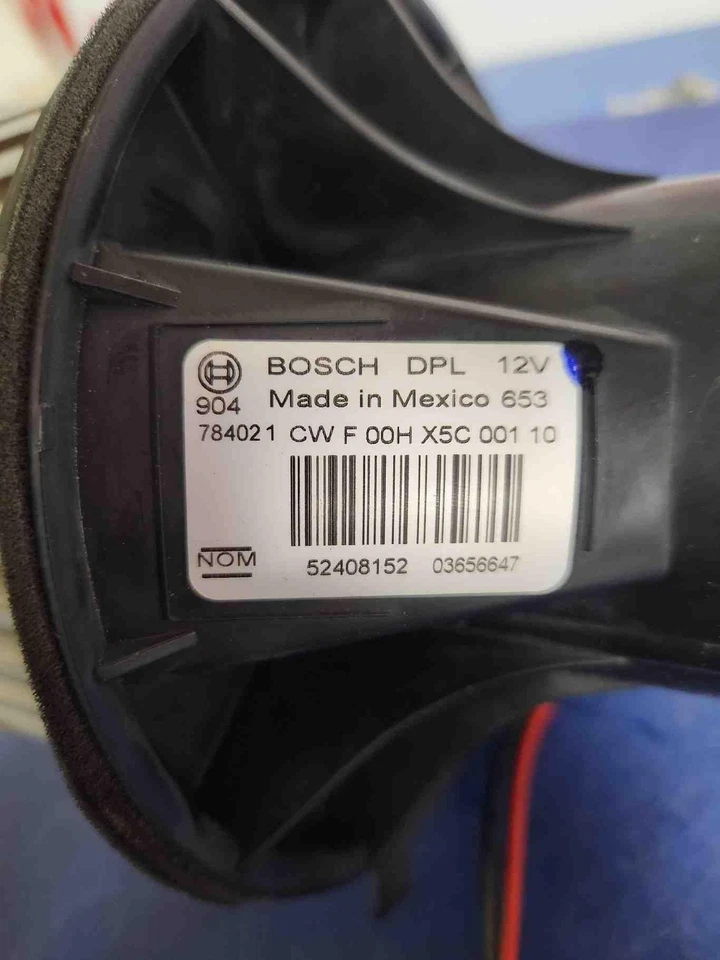 BOSCH DPL 12V
904 Made in Mexico 653
784021 CW F 00H X5C 001 10
NOM 52408152 03656647